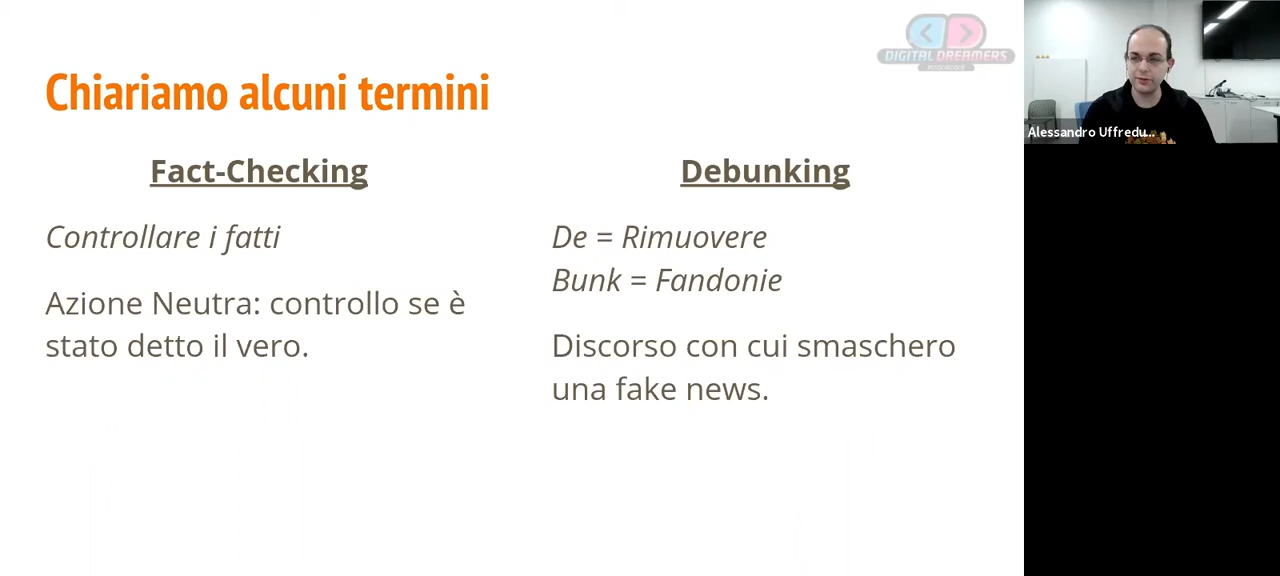 DIGITAL DREAMERS
Chiariamo alcuni termini
Fact-Checking
Controllare i fatti
Azione Neutra: controllo se è
stato detto il vero.
Debunking
De = Rimuovere
Bunk = Fandonie
Discorso con cui smaschero
una fake news.
Alessandro Uffredu...